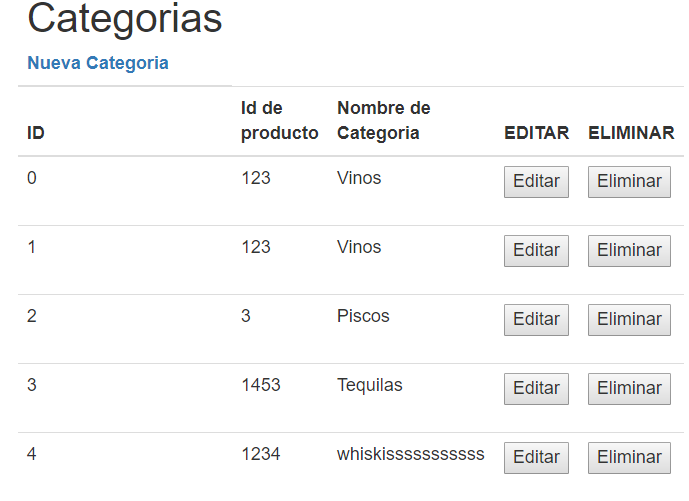 Categorias
Nueva Categoria
ID Id de producto Nombre de Categoria EDITAR ELIMINAR
0 123 Vinos Editar Eliminar
1 123 Vinos Editar Eliminar
2 3 Piscos Editar Eliminar
3 1453 Tequilas Editar Eliminar
4 1234 whiskisssssssssss Editar Eliminar